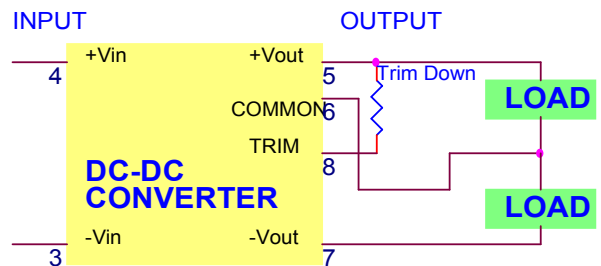 INPUT
OUTPUT
+Vin
+Vout
4
5
Trim Down
COMMON
6
LOAD
TRIM
8
DC-DC
CONVERTER
LOAD
-Vin
-Vout
3
7